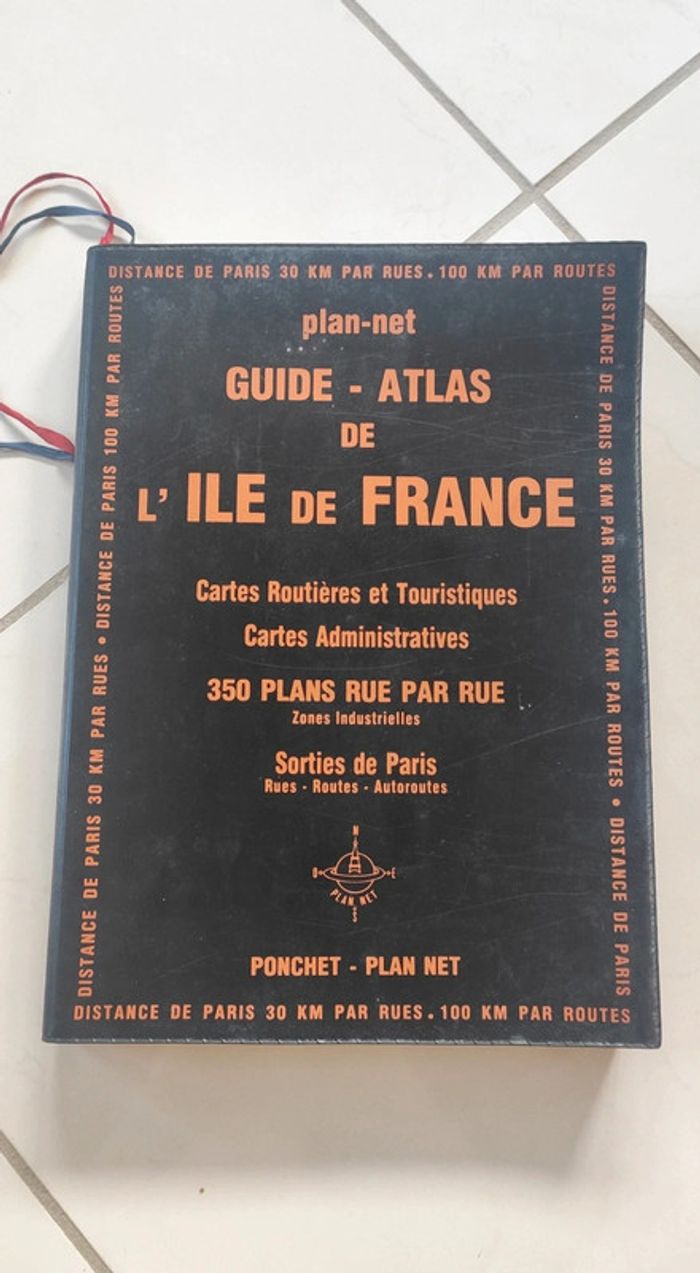 DISTANCE DE PARIS 30 KM PAR RUES. 100 KM PAR ROUTES
plan-net
GUIDE - ATLAS
DE
L' ILE DE FRANCE
Cartes Routières et Touristiques
Cartes Administratives
350 PLANS RUE PAR RUE
Zones Industrielles
Sorties de Paris
Rues - Routes - Autoroutes
N
O E
PLAN NET
S
PONCHET - PLAN NET
DISTANCE DE PARIS 30 KM PAR RUES. 100 KM PAR ROUTES
DISTANCE DE PARIS 30 KM PAR RUES • DISTANCE DE PARIS 100 KM PAR ROUTES
DISTANCE DE PARIS 30 KM PAR RUES. 100 KM PAR ROUTES • DISTANCE DE PARIS